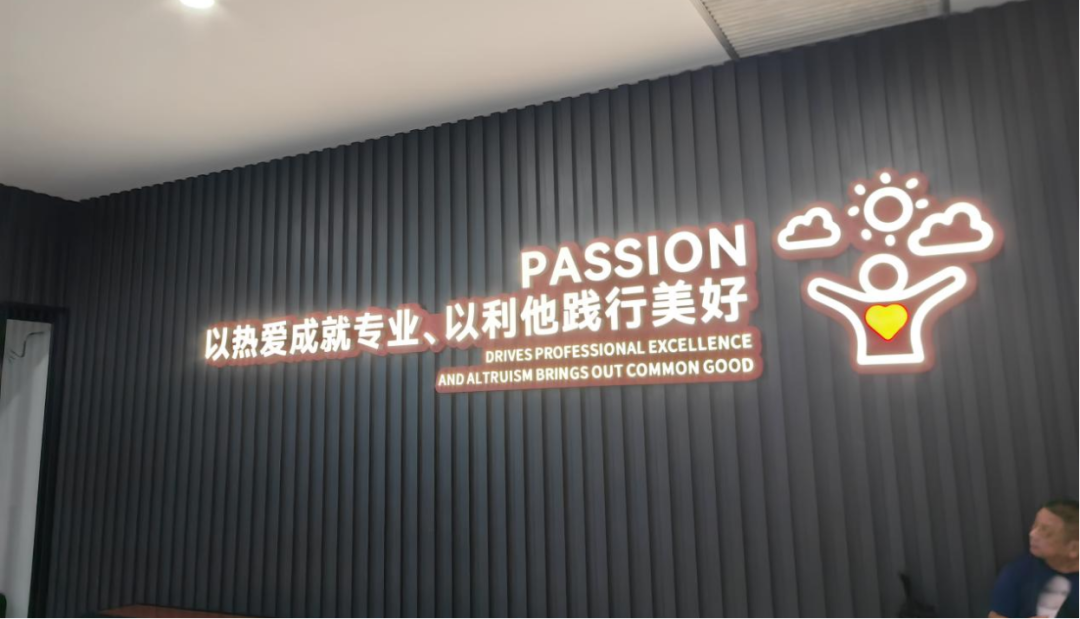 PASSION
以热爱成就专业、以利他践行美好
DRIVES PROFESSIONAL EXCELLENCE
AND ALTRUISM BRINGS OUT COMMON GOOD